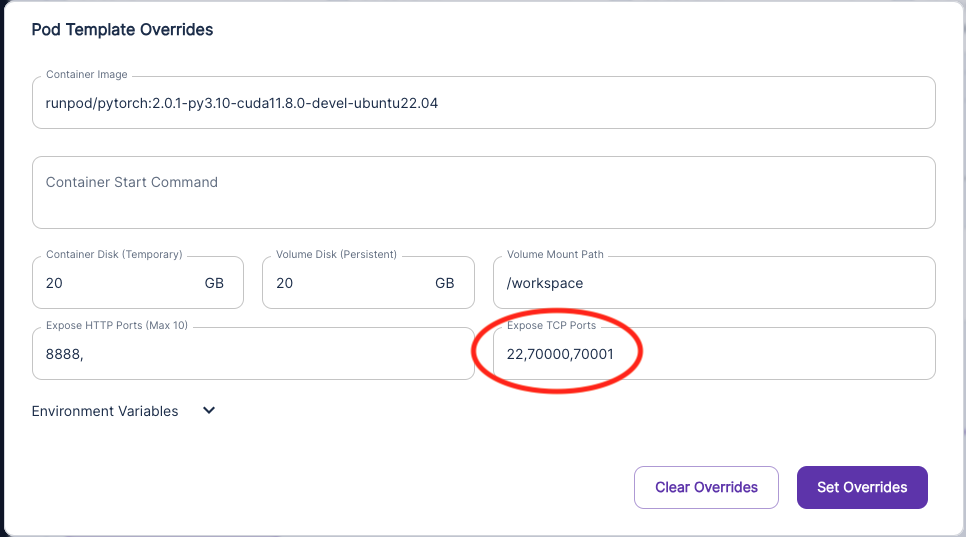 Pod Template Overrides
Container Image
runpod/pytorch:2.0.1-py3.10-cuda11.8.0-devel-ubuntu22.04
Container Start Command
Container Disk (Temporary)
20 GB
Volume Disk (Persistent)
20 GB
Volume Mount Path
/workspace
Expose HTTP Ports (Max 10)
8888,
Expose TCP Ports
22,70000,70001
Environment Variables
Clear Overrides
Set Overrides